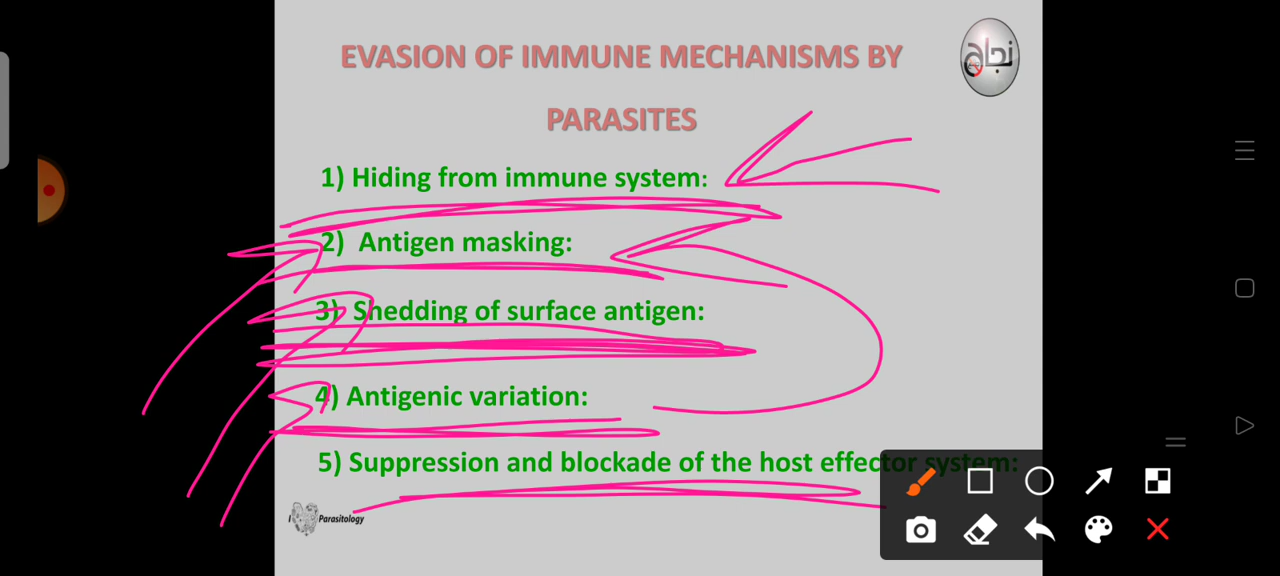 EVASION OF IMMUNE MECHANISMS BY
PARASITES
نجاح
1) Hiding from immune system:
2) Antigen masking:
3) Shedding of surface antigen:
4) Antigenic variation:
5) Suppression and blockade of the host effector system:
I Parasitology